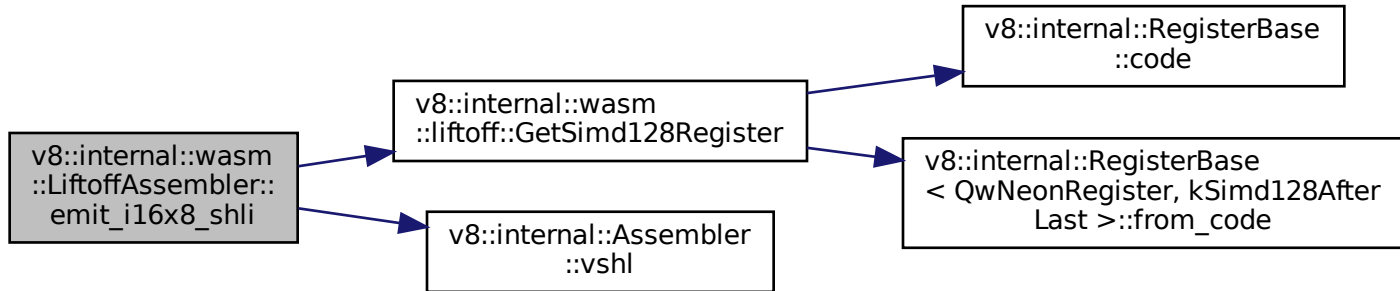 v8::internal::wasm
::LiftoffAssembler::
emit_i16x8_shli
v8::internal::wasm
::liftoff::GetSimd128Register
v8::internal::Assembler
::vshl
v8::internal::RegisterBase
::code
v8::internal::RegisterBase
< QwNeonRegister, kSimd128After
Last >::from_code